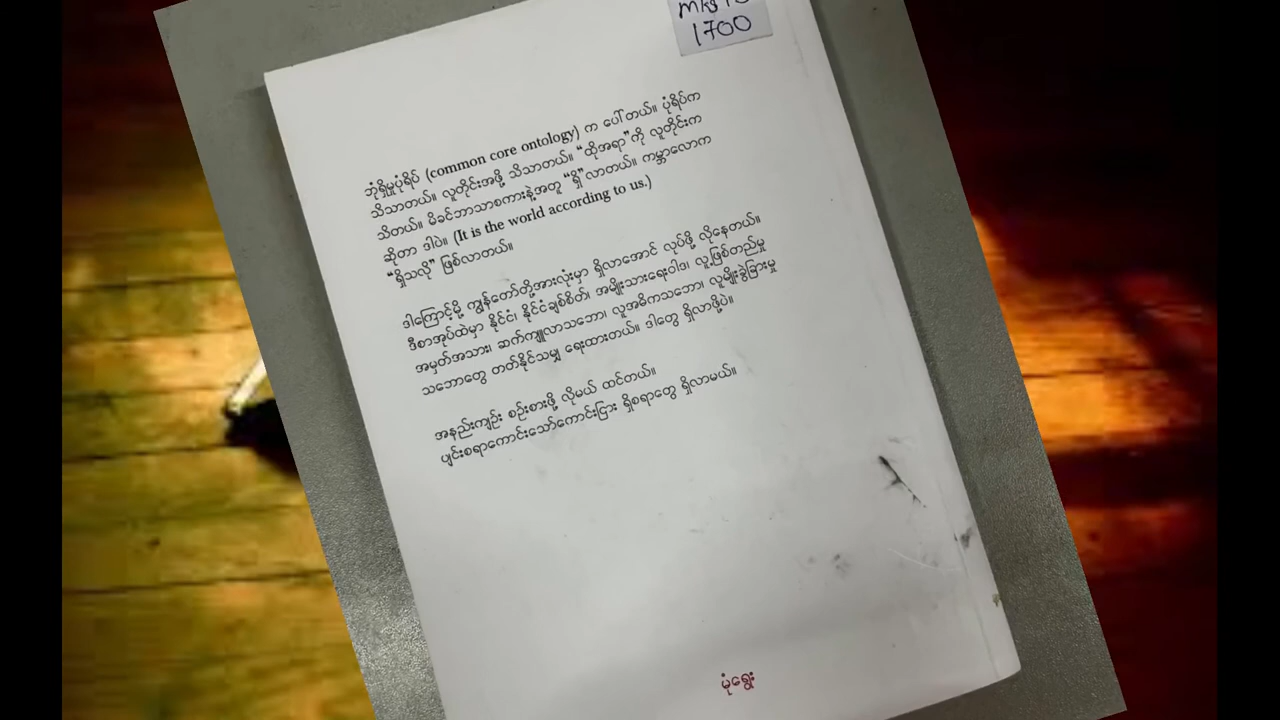 1700
ဘုံရှိမှုပုံရိပ် (common core ontology) က ပေါ်တယ်။ ပုံရိပ်က
သိသာတယ်။ လူတိုင်းအဖို့ သိသာတယ်။ “ထိုအရာ”ကို လူတိုင်းက
သိတယ်။ မိခင်ဘာသာစကားနဲ့အတူ “ရှိ”လာတယ်။ ကမ္ဘာလောက
ဆိုတာ ဒါပဲ။ (It is the world according to us.)
“ရှိသလို” ဖြစ်လာတယ်။
ဒါကြောင့်မို့ ကျွန်တော်တို့အားလုံးမှာ ရှိလာအောင် လုပ်ဖို့ လိုနေတယ်။
ဒီစာအုပ်ထဲမှာ နိုင်ငံ၊ နိုင်ငံချစ်စိတ်၊ အမျိုးသားရေးဝါဒ၊ လူ့ဖြစ်တည်မှု
အမှတ်အသား၊ ဆက်ကျူလာသဘော၊ လူအဓိကသဘော၊ လူမျိုးခွဲခြားမှု
သဘောတွေ တတ်နိုင်သမျှ ရေးထားတယ်။ ဒါတွေ ရှိလာဖို့ပဲ။
အနည်းကျဉ်း စဉ်းစားဖို့ လိုမယ် ထင်တယ်။
ပျင်းစရာကောင်းသော်ကောင်းငြား ရှိစရာတွေ ရှိလာမယ်။
မုံရွေး